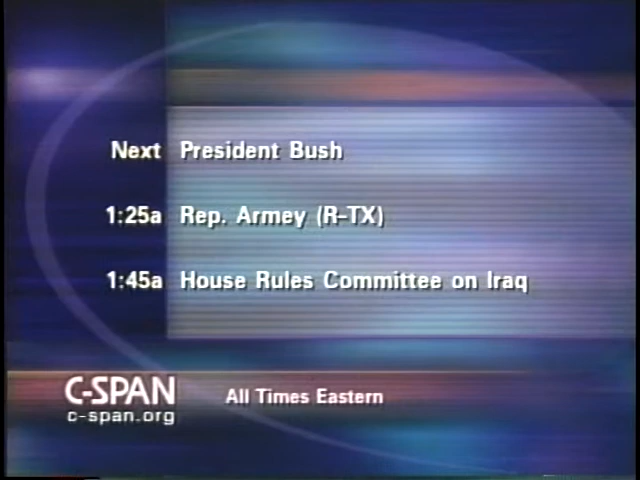 Next President Bush
1:25a Rep. Armey (R-TX)
1:45a House Rules Committee on Iraq
C-SPAN
c-span.org
All Times Eastern